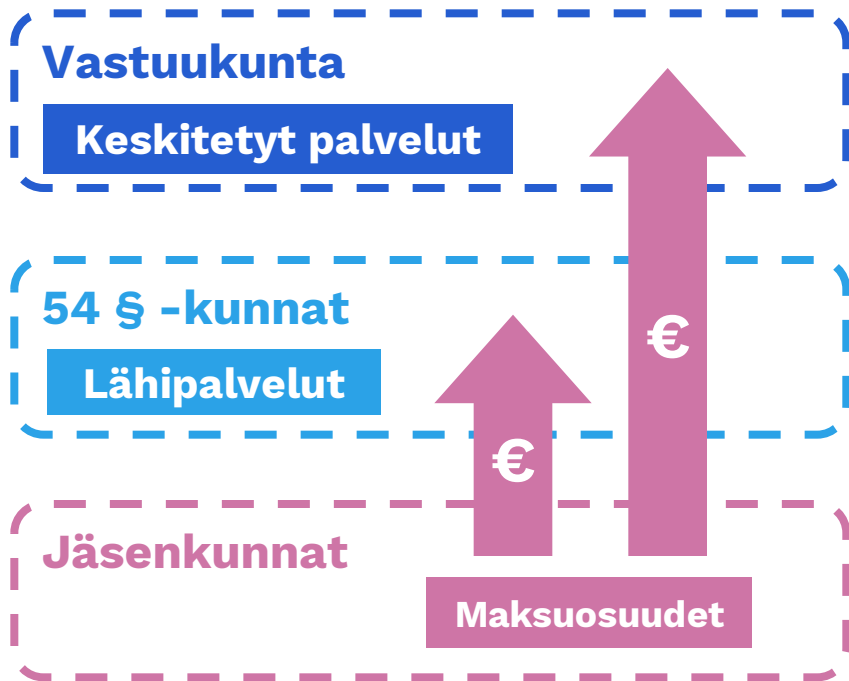 Vastuukunta
Keskitetyt palvelut
54 § -kunnat
Lähipalvelut
€
€
Jäsenkunnat
Maksuosuudet